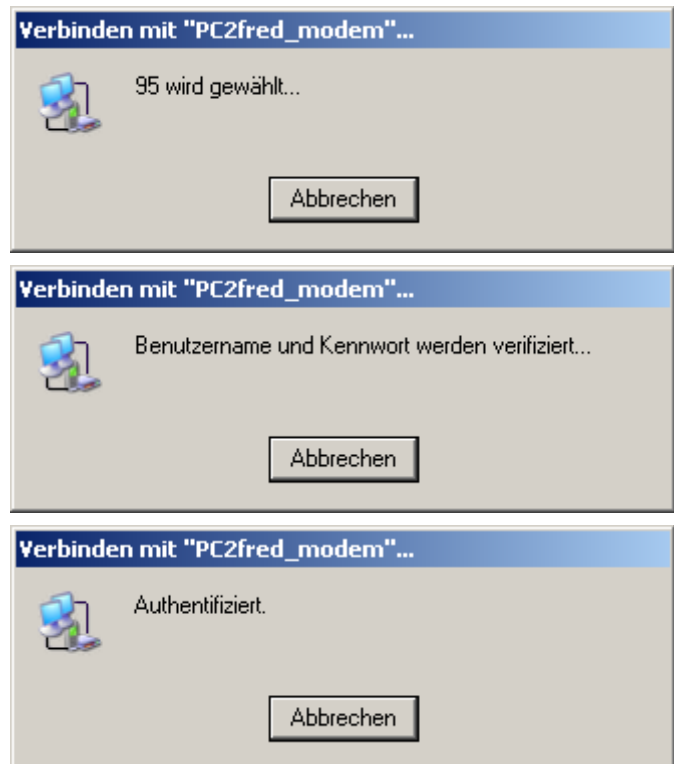 Verbinden mit "PC2fred_modem"...
95 wird gewählt...
Abbrechen
Verbinden mit "PC2fred_modem"...
Benutzername und Kennwort werden verifiziert...
Abbrechen
Verbinden mit "PC2fred_modem"...
Authentifiziert.
Abbrechen